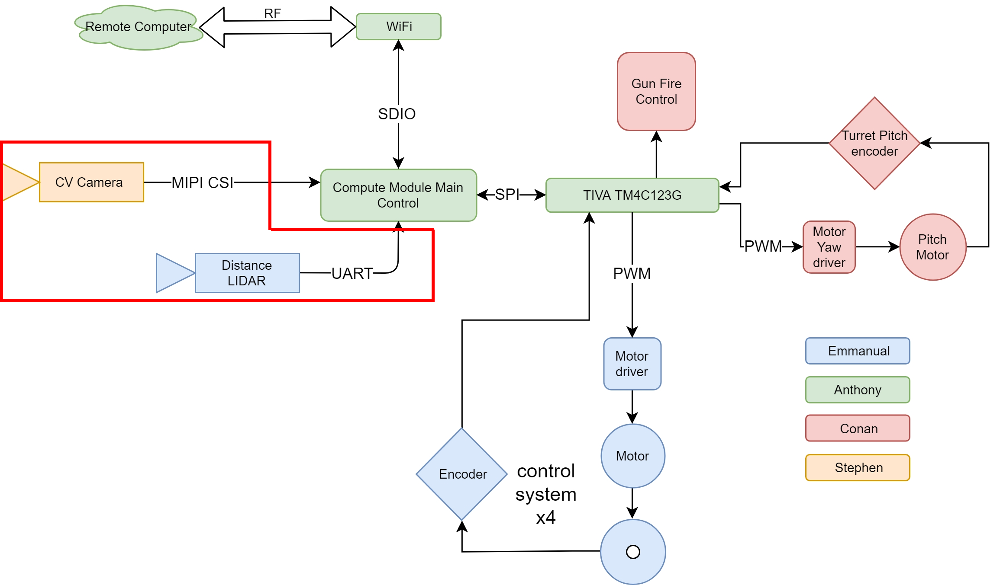 Remote Computer
RF
WiFi
SDIO
Gun Fire
Control
Turret Pitch
encoder
CV Camera
MIPI CSI
Compute Module Main
Control
SPI
TIVA TM4C123G
Distance
LIDAR
UART
PWM
Motor
Yaw
driver
Pitch
Motor
PWM
Motor
driver
Motor
Encoder
control
system
x4
Emmanual
Anthony
Conan
Stephen